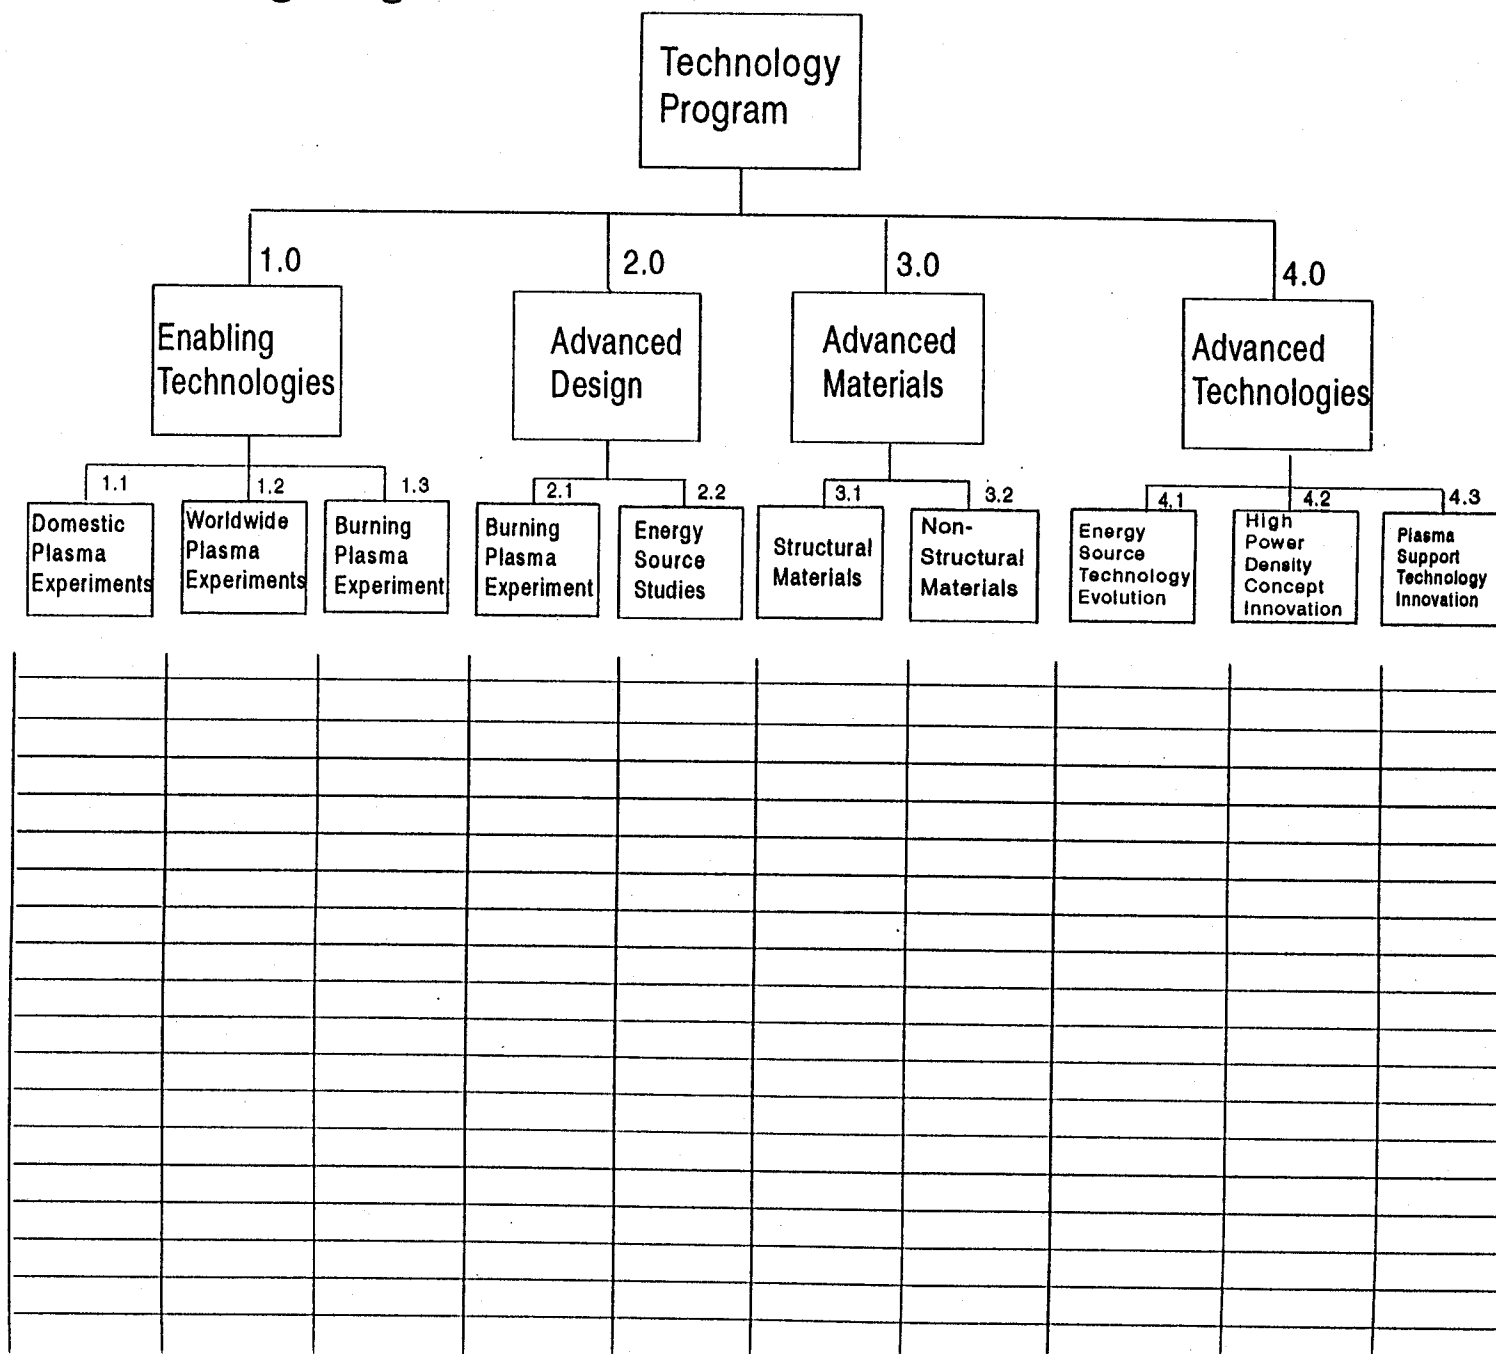 Technology
Program
1.0
2.0
3.0
4.0
Enabling
Technologies
Advanced
Design
Advanced
Materials
Advanced
Technologies
1.1
1.2
1.3
2.1
2.2
3.1
3.2
4.1
4.2
4.3
Domestic
Plasma
Experiments
Worldwide
Plasma
Experiments
Burning
Plasma
Experiment
Burning
Plasma
Experiment
Energy
Source
Studies
Structural
Materials
Non-
Structural
Materials
Energy
Source
Technology
Evolution
High
Power
Density
Concept
Innovation
Plasma
Support
Technology
Innovation